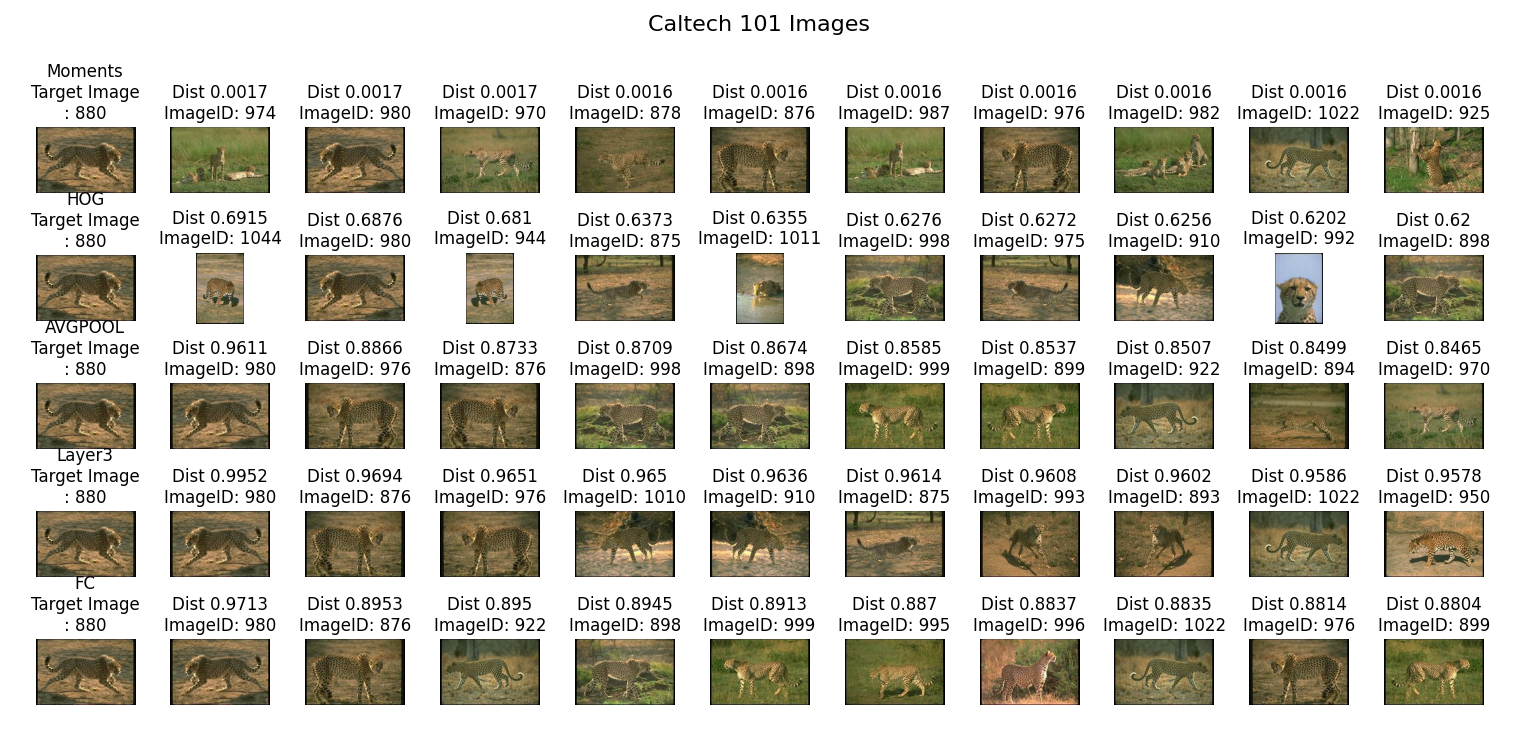 Caltech 101 Images
Moments
Target Image
: 880
Dist 0.0017
ImageID: 974
Dist 0.0017
ImageID: 980
Dist 0.0017
ImageID: 970
Dist 0.0016
ImageID: 878
Dist 0.0016
ImageID: 876
Dist 0.0016
ImageID: 987
Dist 0.0016
ImageID: 976
Dist 0.0016
ImageID: 982
Dist 0.0016
ImageID: 1022
Dist 0.0016
ImageID: 925
HOG
Target Image
: 880
Dist 0.6915
ImageID: 1044
Dist 0.6876
ImageID: 980
Dist 0.681
ImageID: 944
Dist 0.6373
ImageID: 875
Dist 0.6355
ImageID: 1011
Dist 0.6276
ImageID: 998
Dist 0.6272
ImageID: 975
Dist 0.6256
ImageID: 910
Dist 0.6202
ImageID: 992
Dist 0.62
ImageID: 898
AVGPOOL
Target Image
: 880
Dist 0.9611
ImageID: 980
Dist 0.8866
ImageID: 976
Dist 0.8733
ImageID: 876
Dist 0.8709
ImageID: 998
Dist 0.8674
ImageID: 898
Dist 0.8585
ImageID: 999
Dist 0.8537
ImageID: 899
Dist 0.8507
ImageID: 922
Dist 0.8499
ImageID: 894
Dist 0.8465
ImageID: 970
Layer3
Target Image
: 880
Dist 0.9952
ImageID: 980
Dist 0.9694
ImageID: 876
Dist 0.9651
ImageID: 976
Dist 0.965
ImageID: 1010
Dist 0.9636
ImageID: 910
Dist 0.9614
ImageID: 875
Dist 0.9608
ImageID: 993
Dist 0.9602
ImageID: 893
Dist 0.9586
ImageID: 1022
Dist 0.9578
ImageID: 950
FC
Target Image
: 880
Dist 0.9713
ImageID: 980
Dist 0.8953
ImageID: 876
Dist 0.895
ImageID: 922
Dist 0.8945
ImageID: 898
Dist 0.8913
ImageID: 999
Dist 0.887
ImageID: 995
Dist 0.8837
ImageID: 996
Dist 0.8835
ImageID: 1022
Dist 0.8814
ImageID: 976
Dist 0.8804
ImageID: 899